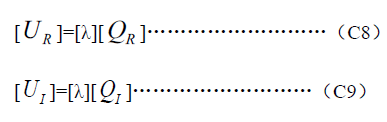 [U_R]=[λ][Q_R]⋯⋯⋯⋯⋯⋯⋯⋯⋯⋯（C8）
[U_I]=[λ][Q_I]⋯⋯⋯⋯⋯⋯⋯⋯⋯⋯（C9）